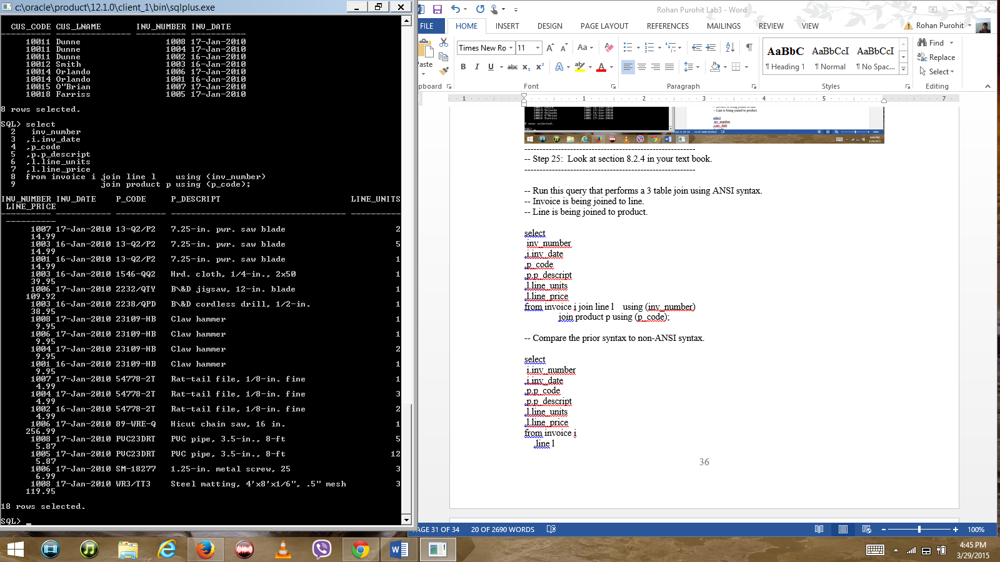 c:\oracle\product\12.1.0\client_1\bin\sqlplus.exe
CUS_CODE CUS_LNAME INV_NUMBER INV_DATE
---------- --------------- ---------- -----------
10011 Dunne 1008 17-Jan-2010
10011 Dunne 1004 17-Jan-2010
10011 Dunne 1002 16-Jan-2010
10012 Smith 1003 16-Jan-2010
10014 Orlando 1006 17-Jan-2010
10014 Orlando 1001 16-Jan-2010
10015 O"Brian 1007 17-Jan-2010
10018 Farriss 1005 17-Jan-2010
8 rows selected.
SQL> select
2 inv_number
3 ,i.inv_date
4 ,p_code
5 ,p.p_descript
6 ,l.line_units
7 ,l.line_price
8 from invoice i join line l using (inv_number)
9 join product p using (p_code);
INV_NUMBER INV_DATE P_CODE P_DESCRIPT LINE_UNITS
LINE_PRICE
---------- ----------- ---------- ----------------------------------- ----------
----------
1007 17-Jan-2010 13-Q2/P2 7.25-in. pwr. saw blade 2
14.99
1003 16-Jan-2010 13-Q2/P2 7.25-in. pwr. saw blade 5
14.99
1001 16-Jan-2010 13-Q2/P2 7.25-in. pwr. saw blade 1
14.99
1003 16-Jan-2010 1546-QQ2 Hrd. cloth, 1/4-in., 2x50 1
39.95
1006 17-Jan-2010 2232/QTY B\&D jigsaw, 12-in. blade 1
109.92
1003 16-Jan-2010 2238/QPD B\&D cordless drill, 1/2-in. 1
38.95
1008 17-Jan-2010 23109-HB Claw hammer 1
9.95
1006 17-Jan-2010 23109-HB Claw hammer 1
9.95
1004 17-Jan-2010 23109-HB Claw hammer 2
9.95
1001 16-Jan-2010 23109-HB Claw hammer 1
9.95
1007 17-Jan-2010 54778-2T Rat-tail file, 1/8-in. fine 1
4.99
1004 17-Jan-2010 54778-2T Rat-tail file, 1/8-in. fine 3
4.99
1002 16-Jan-2010 54778-2T Rat-tail file, 1/8-in. fine 2
4.99
1006 17-Jan-2010 89-WRE-Q Hicut chain saw, 16 in. 1
256.99
1008 17-Jan-2010 PVC23DRT PVC pipe, 3.5-in., 8-ft 5
5.87
1005 17-Jan-2010 PVC23DRT PVC pipe, 3.5-in., 8-ft 12
5.87
1006 17-Jan-2010 SM-18277 1.25-in. metal screw, 25 3
6.99
1008 17-Jan-2010 WR3/TT3 Steel matting, 4'x8'x1/6", .5" mesh 3
119.95
18 rows selected.
SQL> _
Rohan Purohit Lab3 - Word
FILE HOME INSERT DESIGN PAGE LAYOUT REFERENCES MAILINGS REVIEW VIEW Rohan Purohit
aste
Times New Ro 11
Aa
B I U abc x₂ x²
AaBbC AaBbCcI AaBbCcI
¶ Heading 1 ¶ Normal ¶ No Spac...
Find
Replace
Select
pboard Font Paragraph Styles Editing
1 1 2 3 4 5 7
-- Line is being joined to product.
select
inv_number
,i.inv_date
8 rows selected.
--------------------------------------------------------
-- Step 25: Look at section 8.2.4 in your text book.
--------------------------------------------------------
-- Run this query that performs a 3 table join using ANSI syntax.
-- Invoice is being joined to line.
-- Line is being joined to product.
select
inv_number
,i.inv_date
,p_code
,p.p_descript
,l.line_units
,l.line_price
from invoice i join line l using (inv_number)
join product p using (p_code);
-- Compare the prior syntax to non-ANSI syntax.
select
i.inv_number
,i.inv_date
,p.p_code
,p.p_descript
,l.line_units
,l.line_price
from invoice i
,line l
36
PAGE 31 OF 34 20 OF 2690 WORDS 100%
4:45 PM
3/29/2015